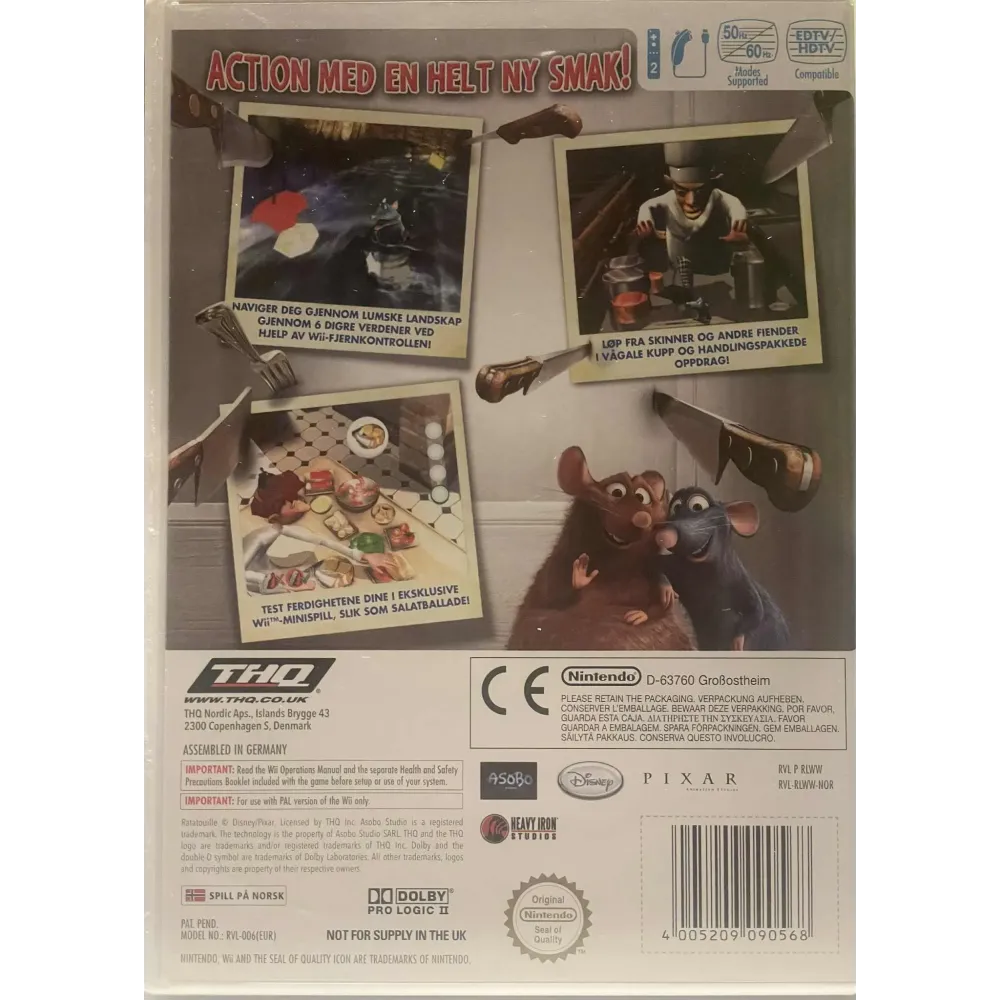 ACTION MED EN HELT NY SMAK!
2
50Hz
60Hz
Modes
Supported
EDTV/
HDTV
Compatible
NAVIGER DEG GJENNOM LUMSKE LANDSKAP
GJENNOM 6 DIGRE VERDENER VED
HJELP AV Wii-FJERNKONTROLLEN!
LØP FRA SKINNER OG ANDRE FIENDER
I VÅGALE KUPP OG HANDLINGSPAKKEDE
OPPDRAG!
TEST FERDIGHETENE DINE I EKSKLUSIVE
Wii™-MINISPILL, SLIK SOM SALATBALLADE!
THQ®
WWW.THQ.CO.UK
THQ Nordic Aps., Islands Brygge 43
2300 Copenhagen S, Denmark
ASSEMBLED IN GERMANY
IMPORTANT: Read the Wii Operations Manual and the separate Health and Safety
Precautions Booklet included with the game before setup or use of your system.
IMPORTANT: For use with PAL version of the Wii only
Ratatouille © Disney/Pixar. Licensed by THQ Inc. Asobo Studio is a registered
trademark. The technology is the property of Asobo Studio SARL. THQ and the THQ
logo are trademarks and/or registered trademarks of THQ Inc. Dolby and the
double-D symbol are trademarks of Dolby Laboratories. All other trademarks, logos
and copyrights are property of their respective owners.
SPILL PÅ NORSK
PAT. PEND.
MODEL NO.: RVL-006(EUR)
DOLBY®
PRO LOGIC II
NOT FOR SUPPLY IN THE UK
NINTENDO, Wii AND THE SEAL OF QUALITY ICON ARE TRADEMARKS OF NINTENDO.
CE
Nintendo® D-63760 Großostheim
PLEASE RETAIN THE PACKAGING. VERPACKUNG AUFHEBEN.
CONSERVER L'EMBALLAGE. BEWAAR DEZE VERPAKKING. POR FAVOR,
GUARDA ESTA CAJA. ΔΙΑΤΗΡΗΣΤΕ ΤΗΝ ΣΥΣΚΕΥΑΣΙΑ. FAVOR
GUARDAR A EMBALAGEM. SPARA FÖRPACKNINGEN. GEM EMBALLAGEN.
SÄILYTÄ PAKKAUS. CONSERVA QUESTO INVOLUCRO.
ASOBO
Disney
PIXAR
Animation Studios
RVL P RLWW
RVL-RLWW-NOR
HEAVY IRON
STUDIOS
Original
Nintendo®
Seal of
Quality
TM
4 005209 090568